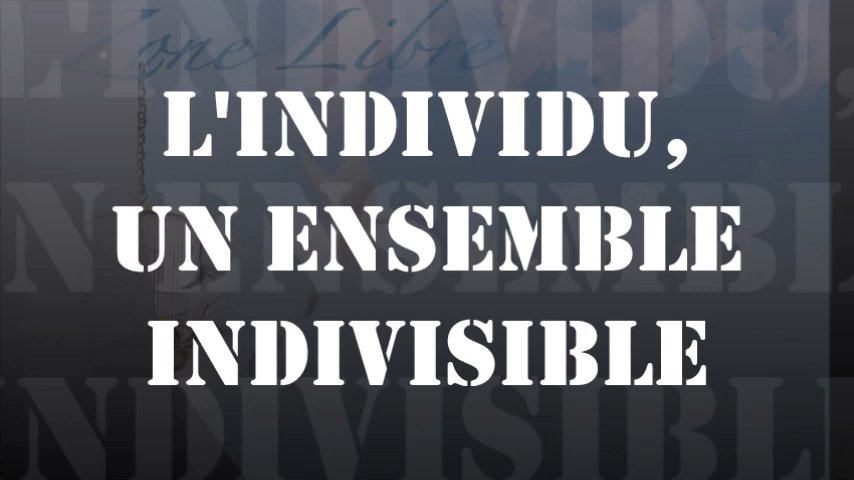 Zone Libre
L'INDIVIDU,
UN ENSEMBLE
INDIVISIBLE